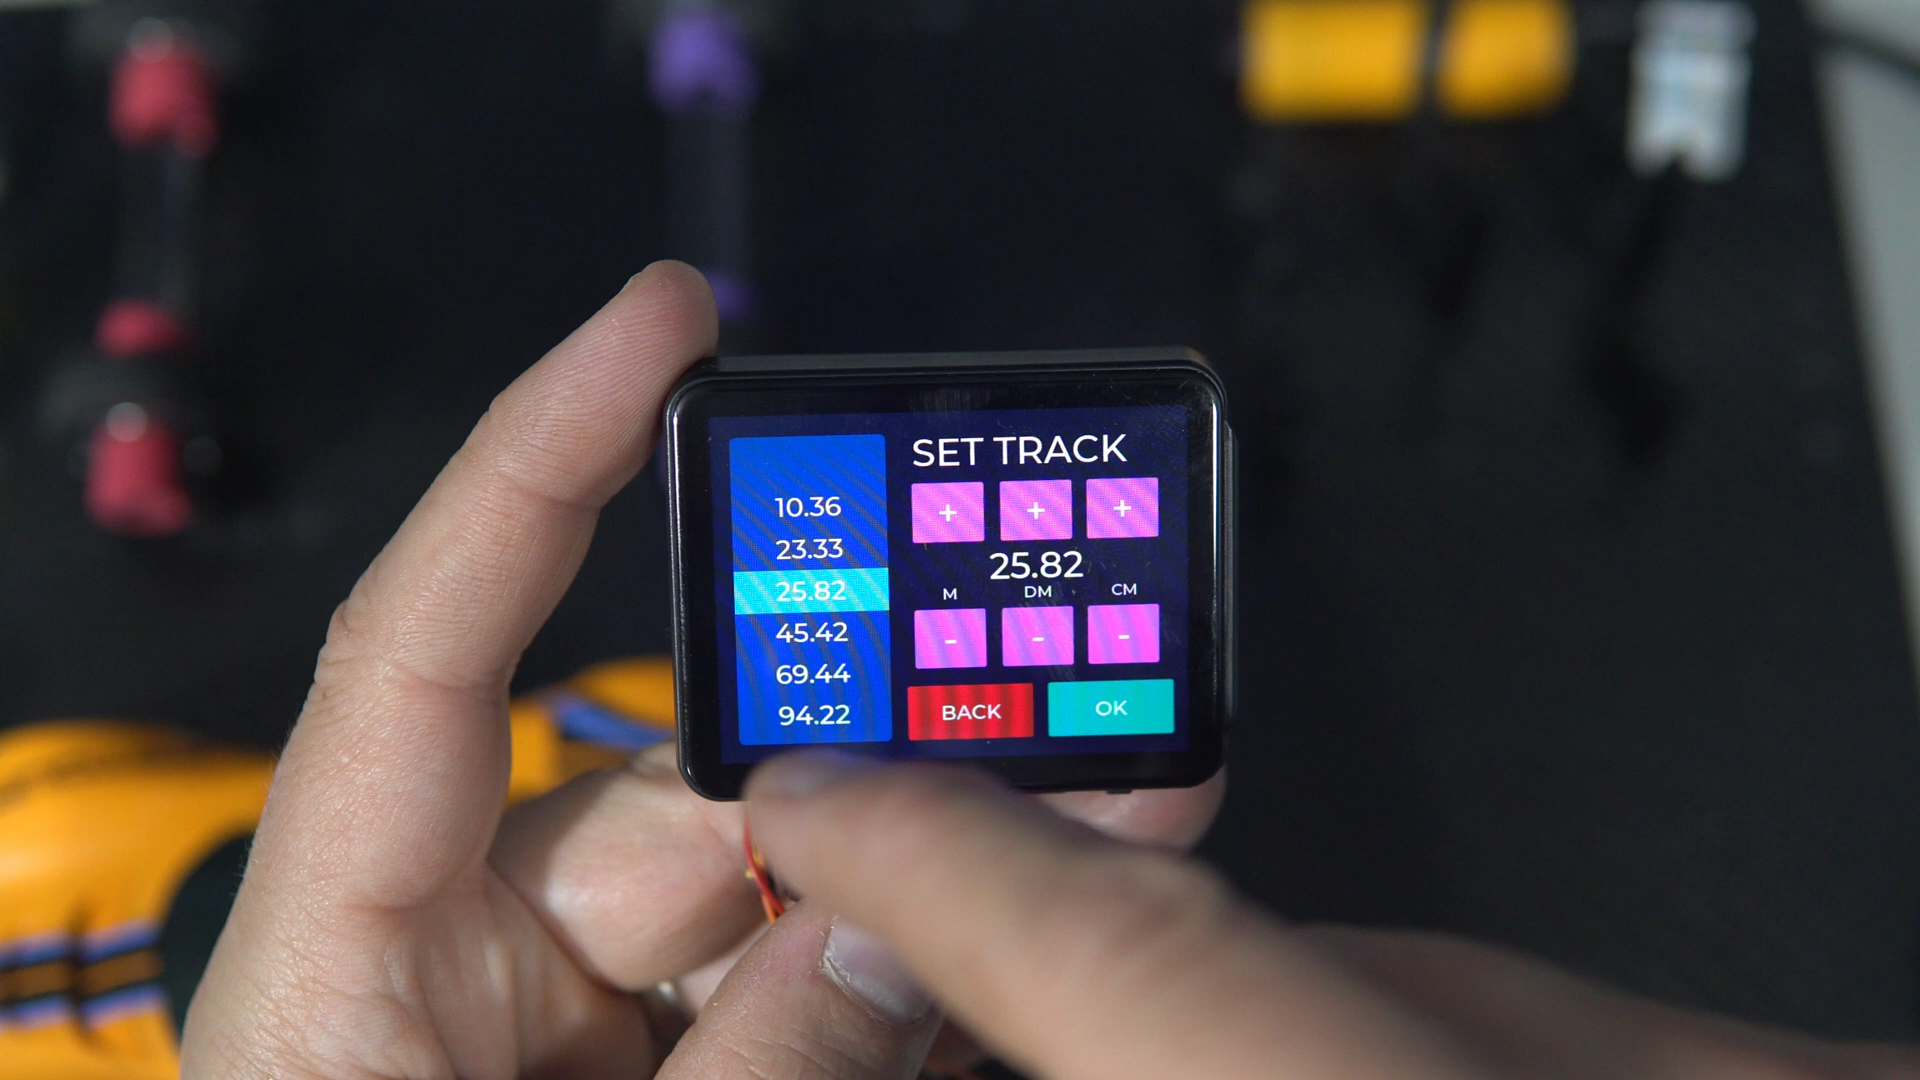 10.36
23.33
25.82
45.42
69.44
94.22
SET TRACK
+ + +
25.82
M DM CM
- - -
BACK OK